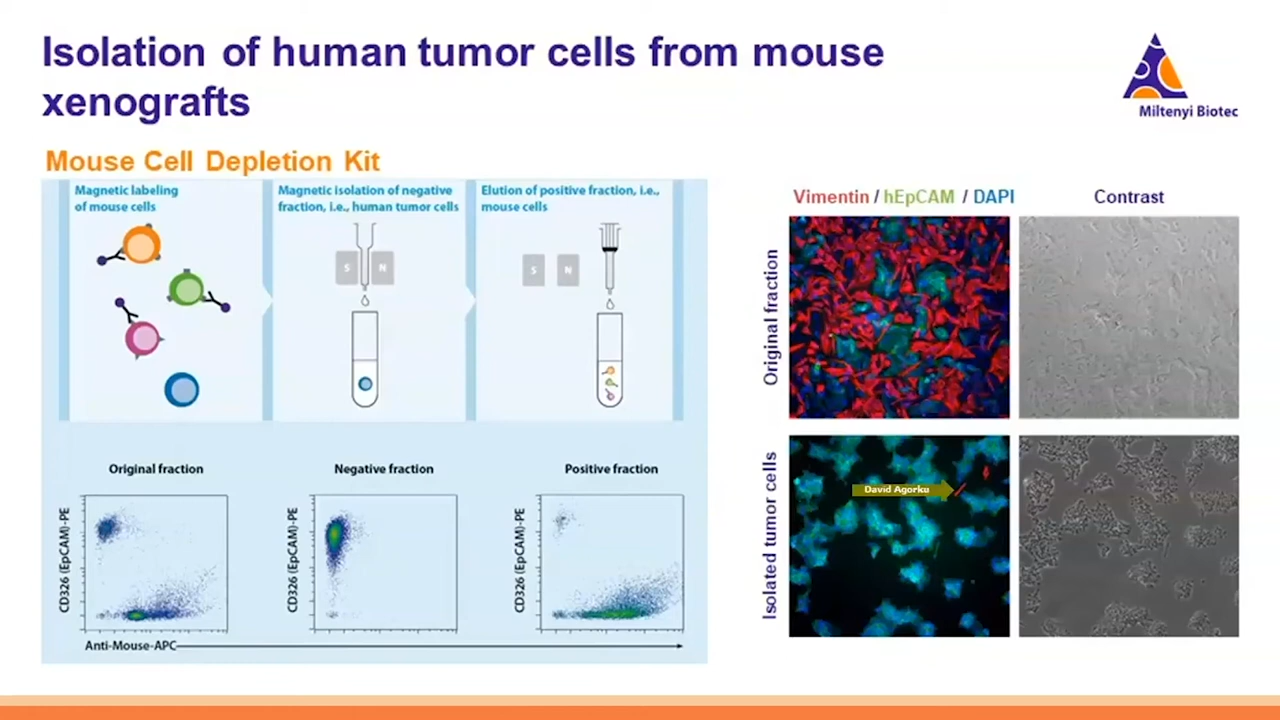 Isolation of human tumor cells from mouse
xenografts
Miltenyi Biotec
Mouse Cell Depletion Kit
Magnetic labeling
of mouse cells
Magnetic isolation of negative
fraction, i.e., human tumor cells
Elution of positive fraction, i.e.,
mouse cells
S
N
S
N
Original fraction
Negative fraction
Positive fraction
CD326 (EpCAM)-PE
CD326 (EpCAM)-PE
CD326 (EpCAM)-PE
Anti-Mouse-APC
Vimentin / hEpCAM / DAPI
Contrast
Original fraction
Isolated tumor cells
David Agorku